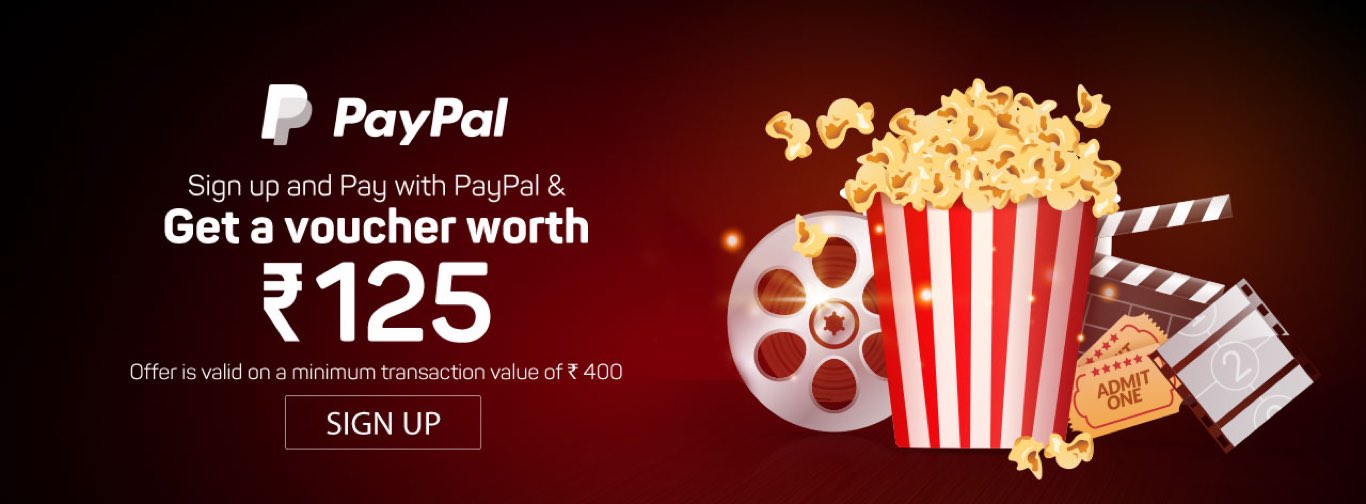 PayPal
Sign up and Pay with PayPal &
Get a voucher worth
₹125
Offer is valid on a minimum transaction value of ₹ 400
SIGN UP
ADMIT
ONE
2